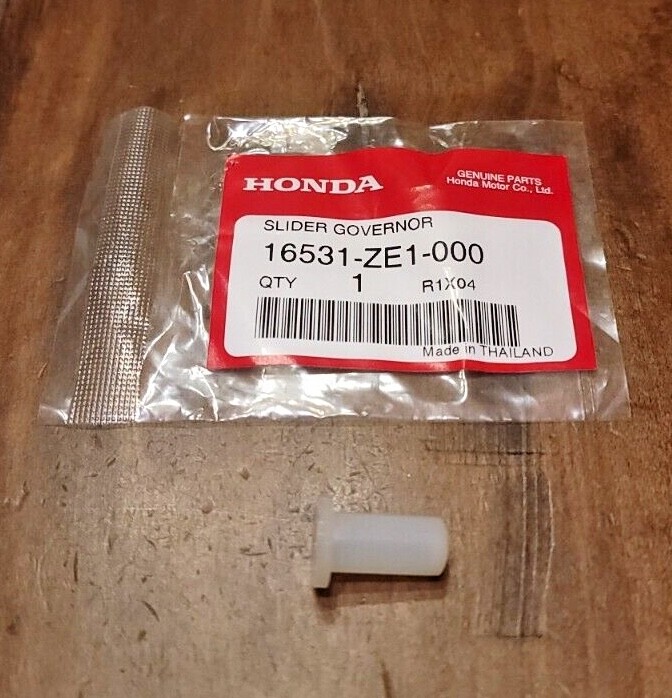 HONDA
GENUINE PARTS
Honda Motor Co., Ltd.
SLIDER GOVERNOR
16531-ZE1-000
QTY 1 R1X04
Made in THAILAND